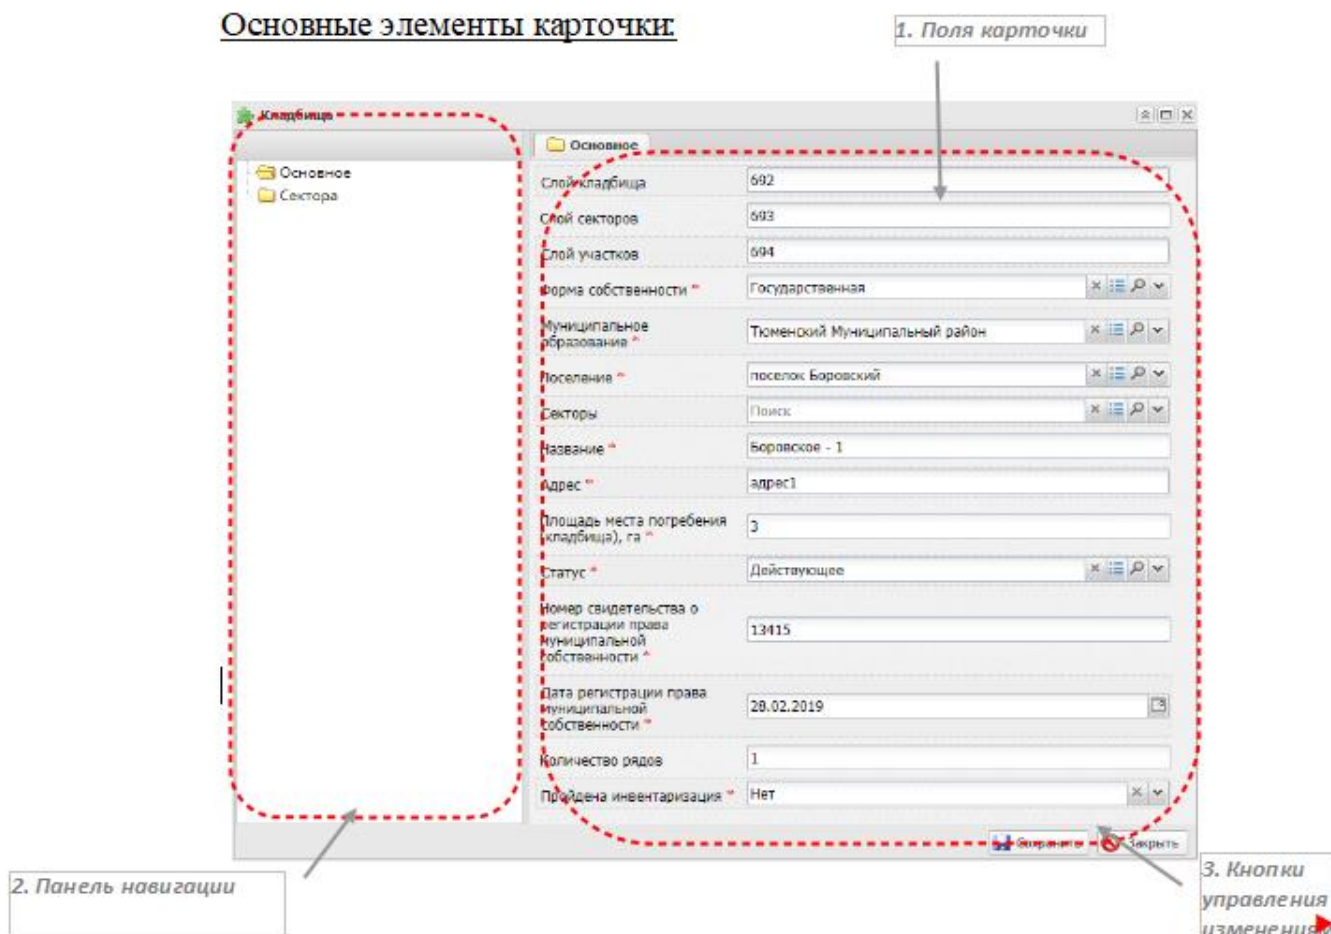 Основные элементы карточки:
1. Поля карточки
Кладбища
Основное
Основное
Сектора
Слой кладбища 692
Слой секторов 693
Слой участков 694
Форма собственности * Государственная
Муниципальное
образование * Тюменский Муниципальный район
Поселение * поселок Боровский
Секторы Поиск
Название * Боровское - 1
Адрес * адрес1
Площадь места погребения
(кладбища), га * 3
Статус * Действующее
Номер свидетельства о
регистрации права
муниципальной
собственности * 13415
Дата регистрации права
муниципальной
собственности * 28.02.2019
Количество рядов 1
Пройдена инвентаризация * Нет
Сохранить Закрыть
2. Панель навигации
3. Кнопки
управления